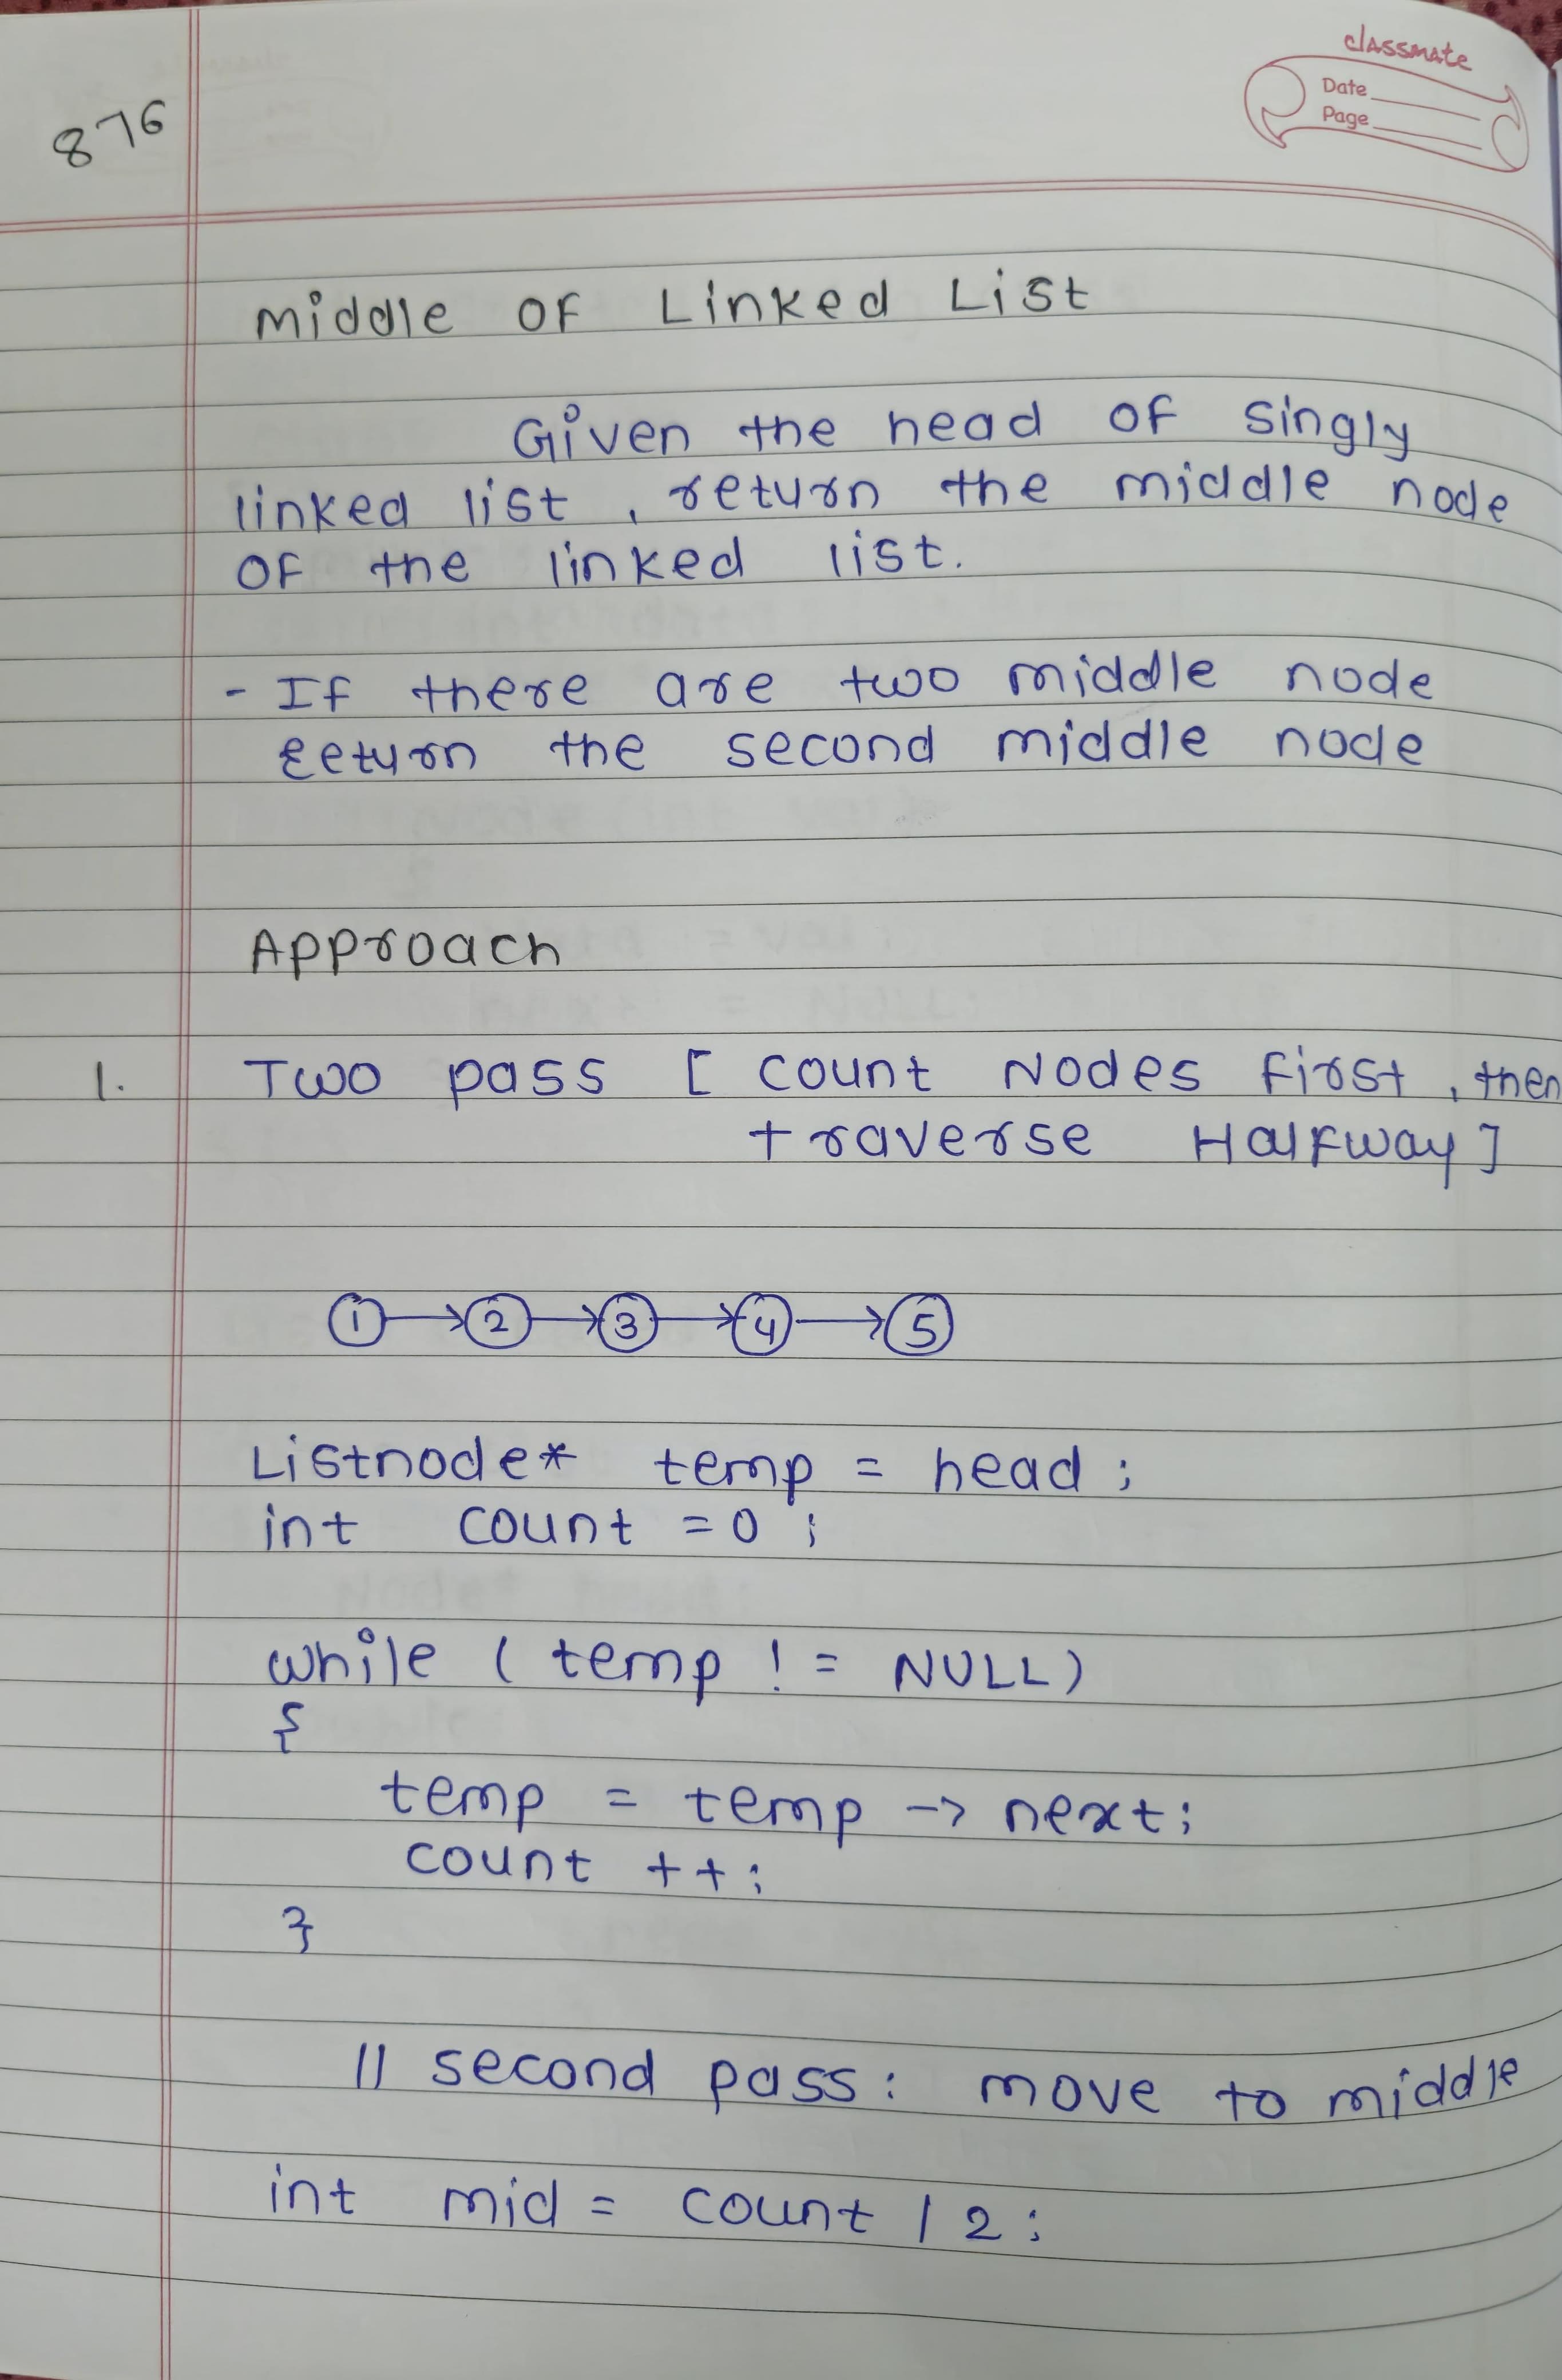 classmate
Date
Page
876
Middle OF Linked List
Given the head OF singly
linked list, return the middle node
OF the linked list.
- If there are two middle node
return the second middle node
Approach
1. Two pass [ count Nodes First, then
traverse Halfway ]
1 → 2 → 3 → 4 → 5
Listnode* temp = head ;
int count = 0 ;
while ( temp ! = NULL )
{
temp = temp -> next ;
count ++ ;
}
// second pass : move to middle
int mid = count / 2 ;